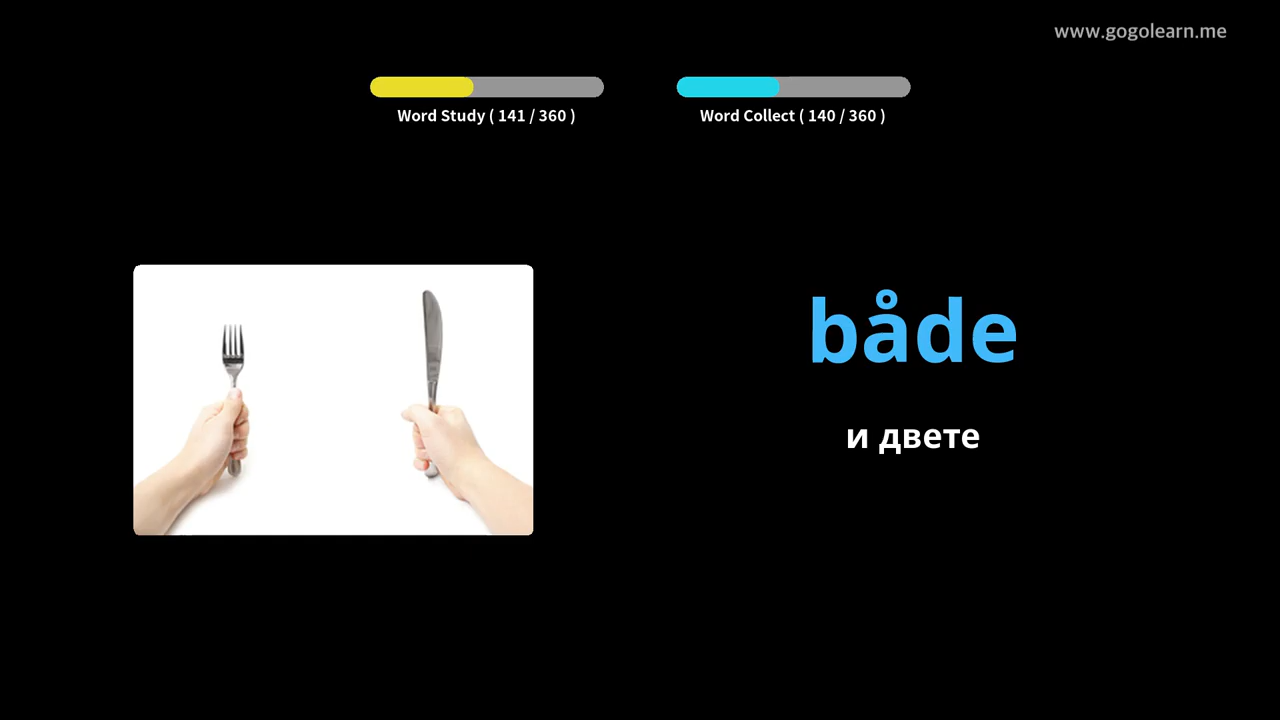 www.gogolearn.me
Word Study ( 141 / 360 )
Word Collect ( 140 / 360 )
både
и двете